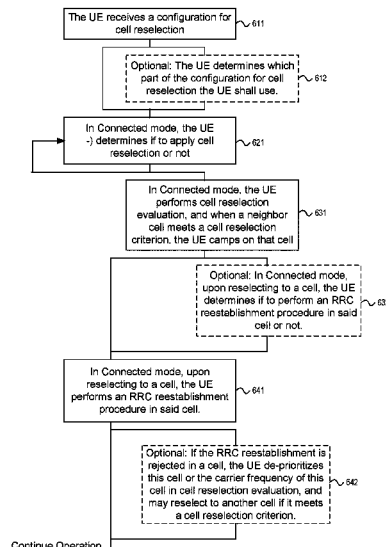 The UE receives a configuration for
cell reselection
611
Optional: The UE determines which
part of the configuration for cell
reselection the UE shall use.
612
In Connected mode, the UE
-) determines if to apply cell
reselection or not
621
In Connected mode, the UE
performs cell reselection
evaluation, and when a neighbor
cell meets a cell reselection
criterion, the UE camps on that cell
631
Optional: In Connected mode,
upon reselecting to a cell, the UE
determines if to perform an RRC
reestablishment procedure in said
cell or not.
In Connected mode, upon
reselecting to a cell, the UE
performs an RRC reestablishment
procedure in said cell.
641
Optional: If the RRC reestablishment is
rejected in a cell, the UE de-prioritizes
this cell or the carrier frequency of this
cell in cell reselection evaluation, and
may reselect to another cell if it meets
a cell reselection criterion.
642
Continue Operation